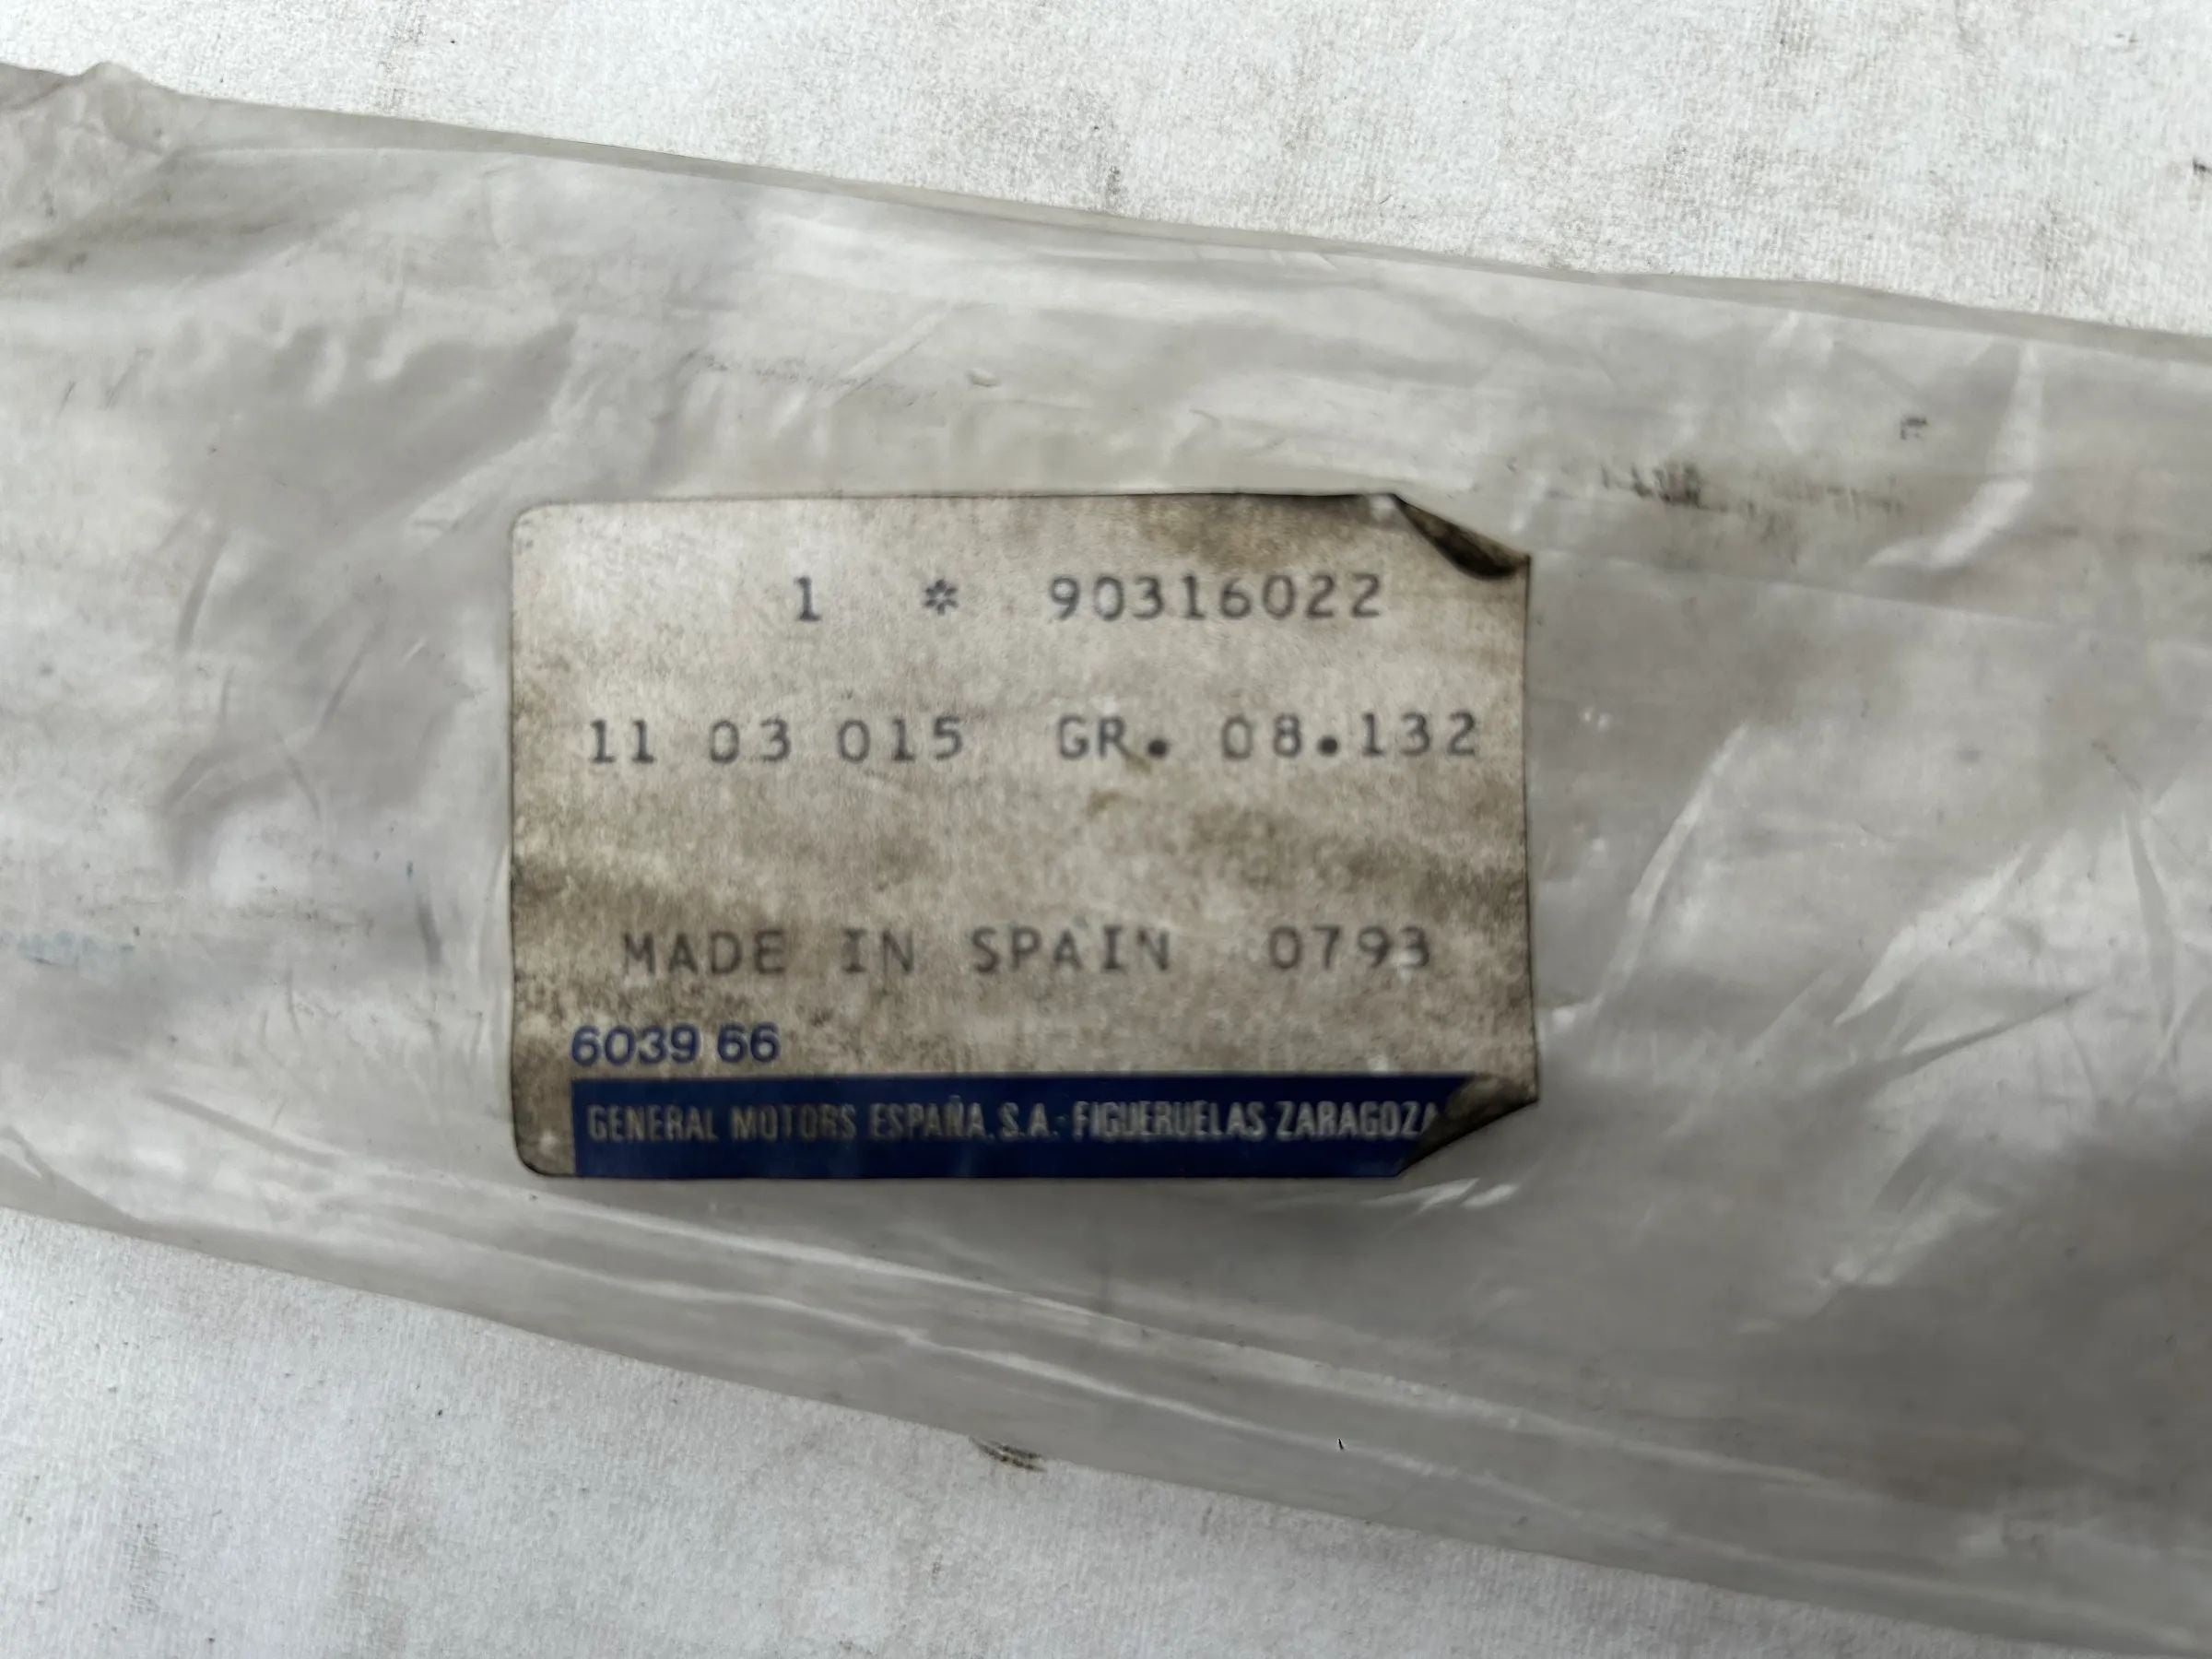 1 * 90316022
11 03 015 GR. 08.132
MADE IN SPAIN 0793
6039 66
GENERAL MOTORS ESPAÑA, S.A.-FIGUERUELAS-ZARAGOZA